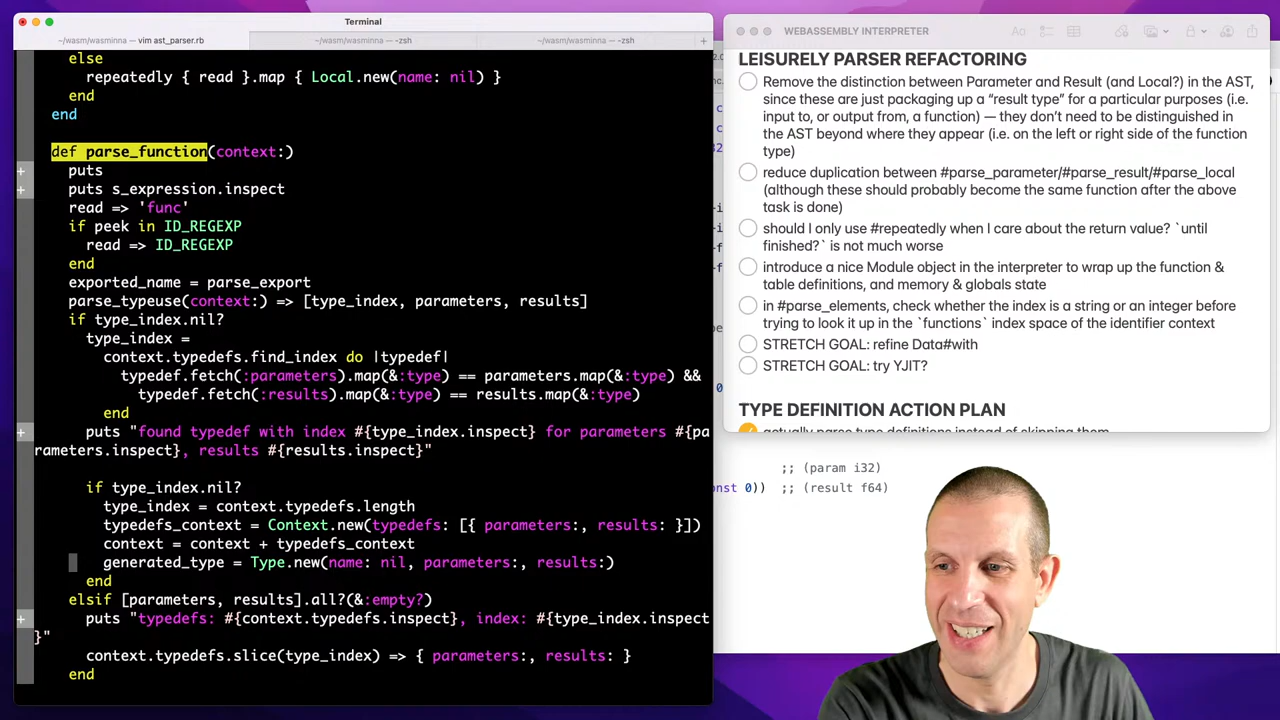 Terminal
~/wasm/wasminna — vim ast_parser.rb
~/wasm/wasminna — -zsh
~/wasm/wasminna — -zsh
+
else
repeatedly { read }.map { Local.new(name: nil) }
end
end
def parse_function(context:)
+ puts
+ puts s_expression.inspect
read => 'func'
if peek in ID_REGEXP
read => ID_REGEXP
end
exported_name = parse_export
parse_typeuse(context:) => [type_index, parameters, results]
if type_index.nil?
type_index =
context.typedefs.find_index do |typedef|
typedef.fetch(:parameters).map(&:type) == parameters.map(&:type) &&
typedef.fetch(:results).map(&:type) == results.map(&:type)
end
+ puts "found typedef with index #{type_index.inspect} for parameters #{pa
rameters.inspect}, results #{results.inspect}"
if type_index.nil?
type_index = context.typedefs.length
typedefs_context = Context.new(typedefs: [{ parameters:, results: }])
context = context + typedefs_context
generated_type = Type.new(name: nil, parameters:, results:)
end
elsif [parameters, results].all?(&:empty?)
+ puts "typedefs: #{context.typedefs.inspect}, index: #{type_index.inspect
}"
context.typedefs.slice(type_index) => { parameters:, results: }
end
WEBASSEMBLY INTERPRETER
Aa
LEISURELY PARSER REFACTORING
Remove the distinction between Parameter and Result (and Local?) in the AST,
since these are just packaging up a “result type” for a particular purposes (i.e.
input to, or output from, a function) — they don’t need to be distinguished in
the AST beyond where they appear (i.e. on the left or right side of the function
type)
reduce duplication between #parse_parameter/#parse_result/#parse_local
(although these should probably become the same function after the above
task is done)
should I only use #repeatedly when I care about the return value? `until
finished?` is not much worse
introduce a nice Module object in the interpreter to wrap up the function &
table definitions, and memory & globals state
in #parse_elements, check whether the index is a string or an integer before
trying to look it up in the `functions` index space of the identifier context
STRETCH GOAL: refine Data#with
STRETCH GOAL: try YJIT?
TYPE DEFINITION ACTION PLAN
actually parse type definitions instead of skipping them
;; (param i32)
onst 0)) ;; (result f64)